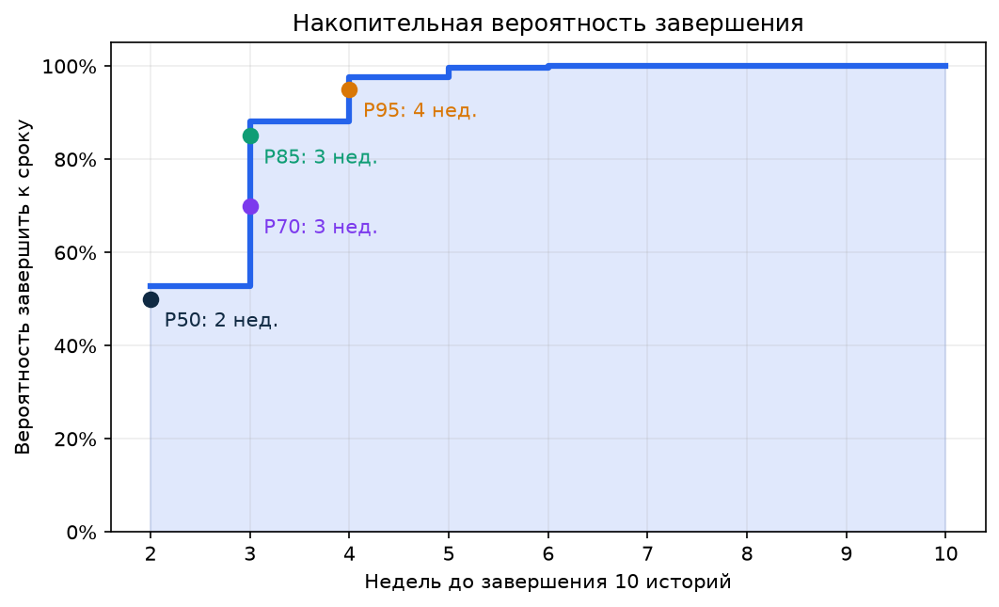 Накопительная вероятность завершения
Вероятность завершить к сроку
100%
80%
60%
40%
20%
0%
P95: 4 нед.
P85: 3 нед.
P70: 3 нед.
P50: 2 нед.
2 3 4 5 6 7 8 9 10
Недель до завершения 10 историй